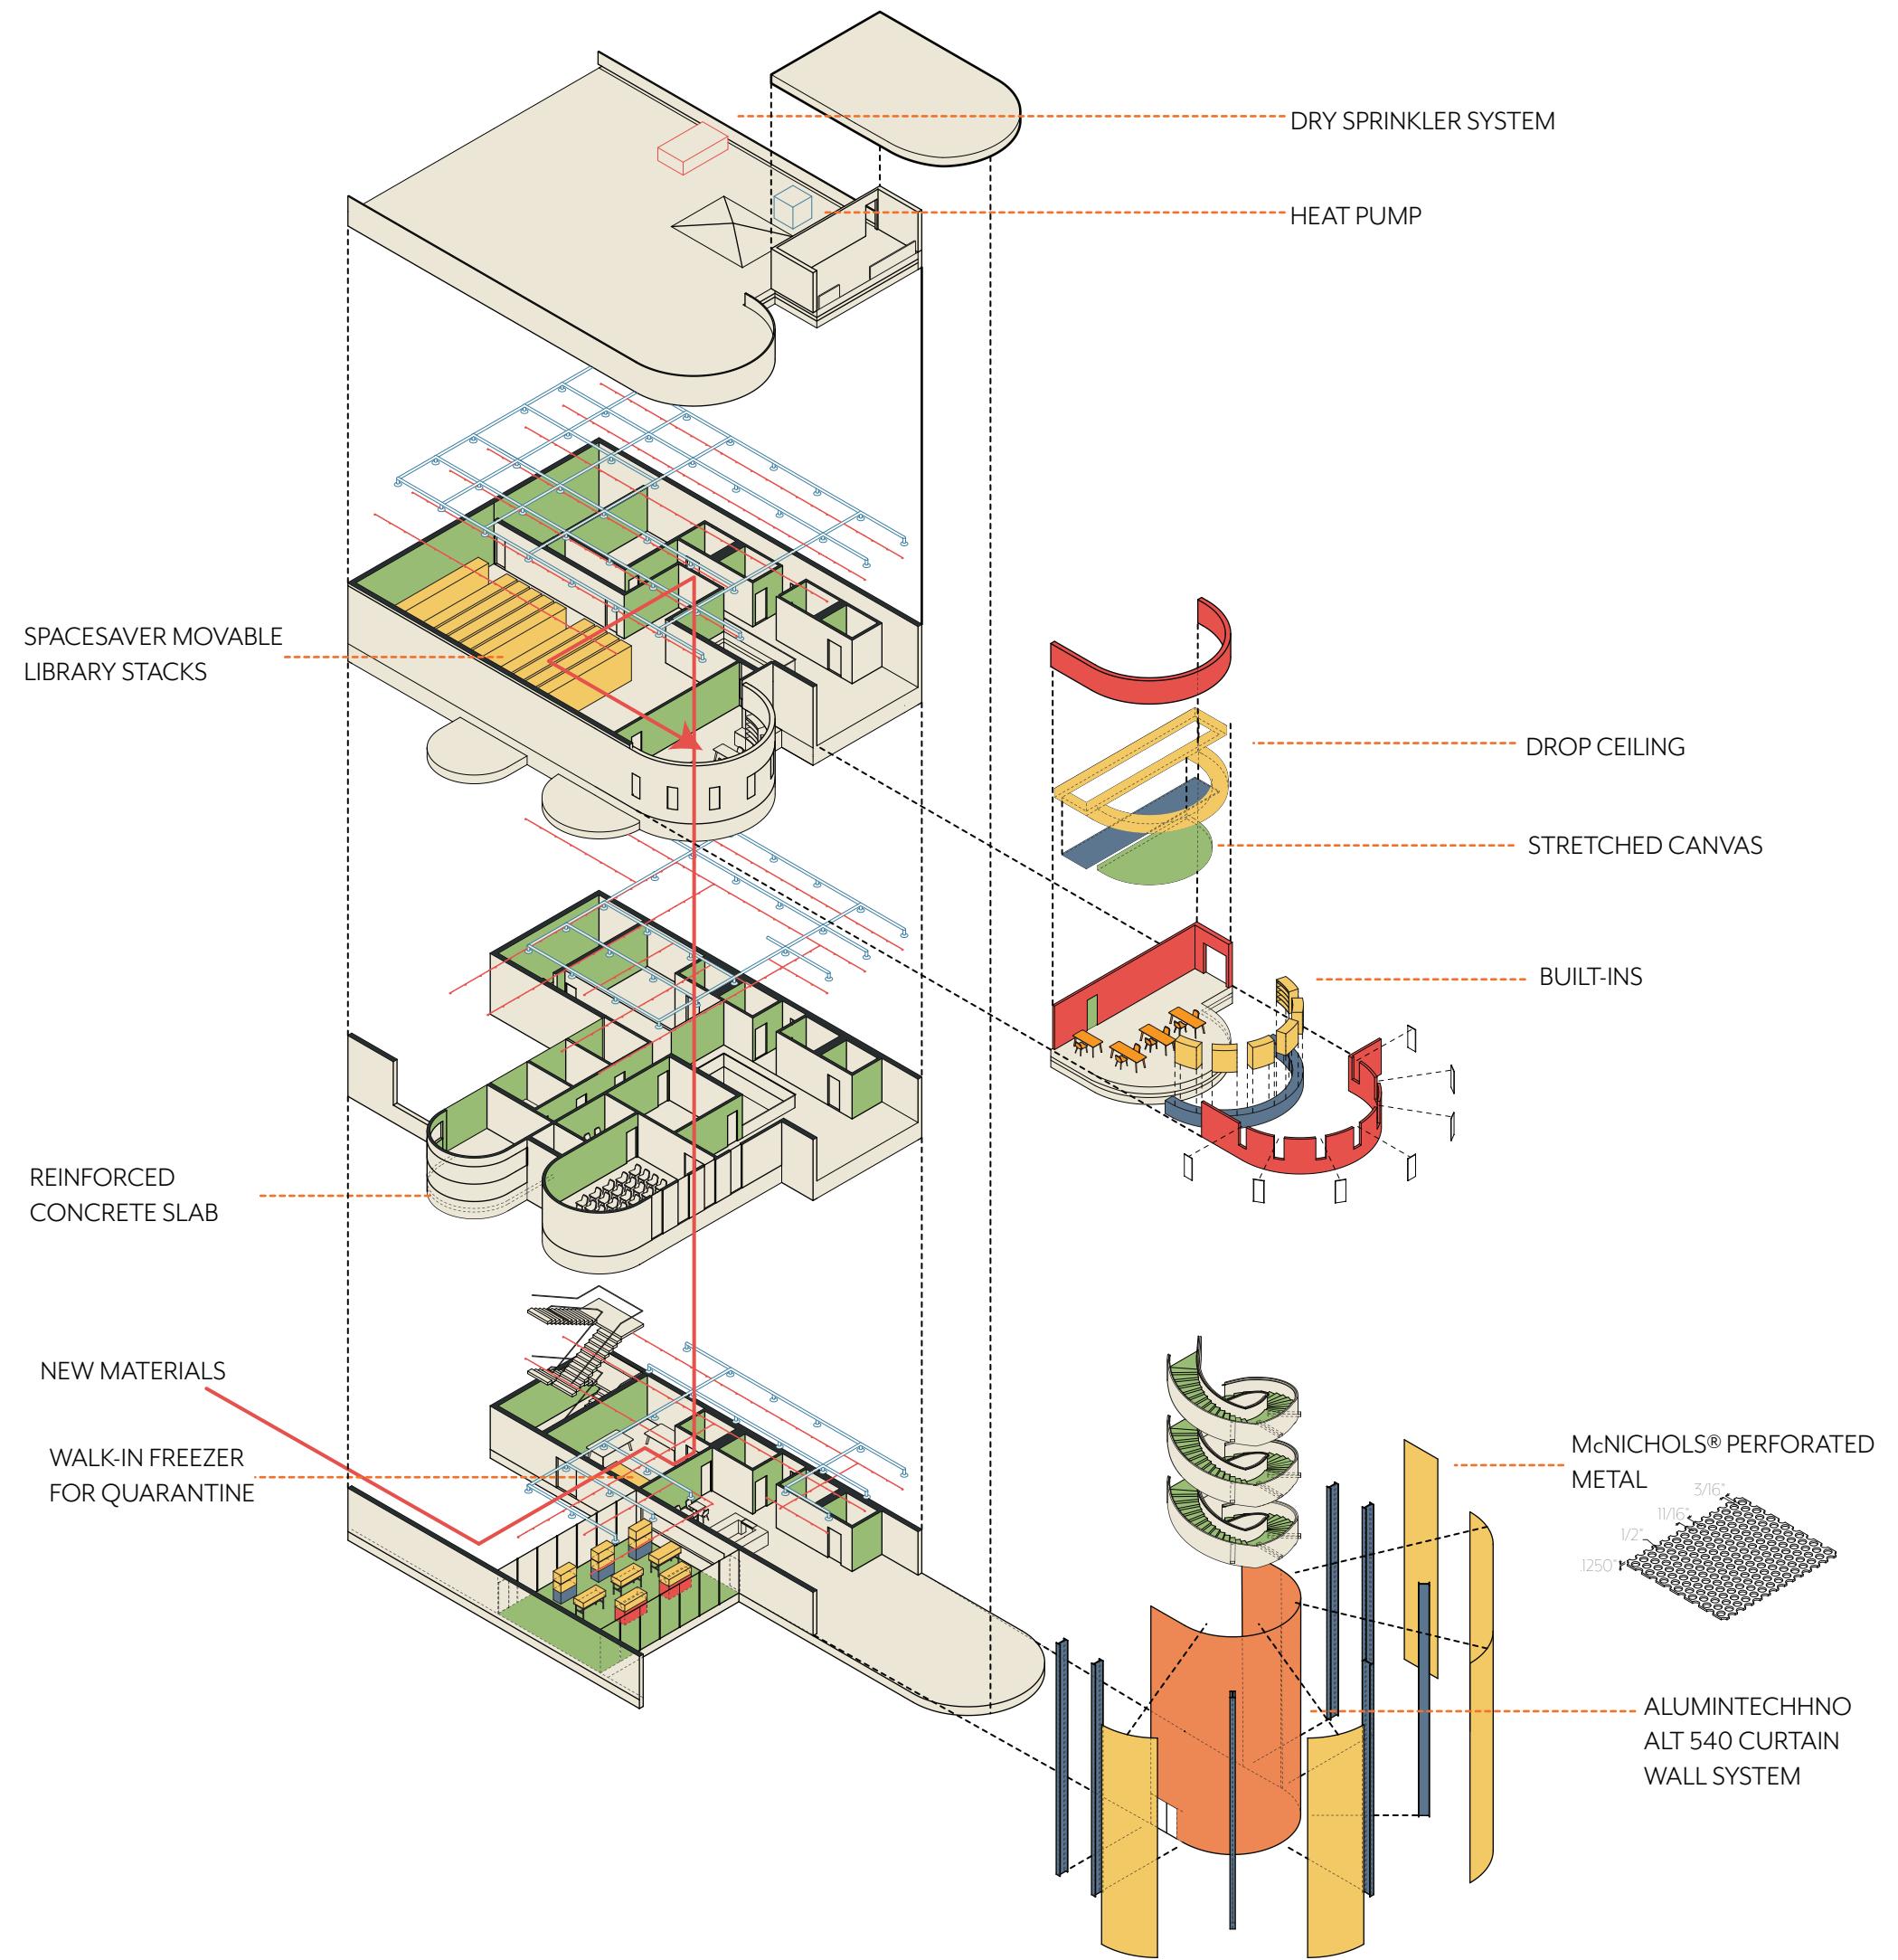 DRY SPRINKLER SYSTEM
HEAT PUMP
SPACESAVER MOVABLE
LIBRARY STACKS
DROP CEILING
STRETCHED CANVAS
BUILT-INS
REINFORCED
CONCRETE SLAB
NEW MATERIALS
WALK-IN FREEZER
FOR QUARANTINE
McNICHOLS® PERFORATED
METAL
3/16"
11/16"
1/2"
.1250"
ALUMINTECHHNO
ALT 540 CURTAIN
WALL SYSTEM